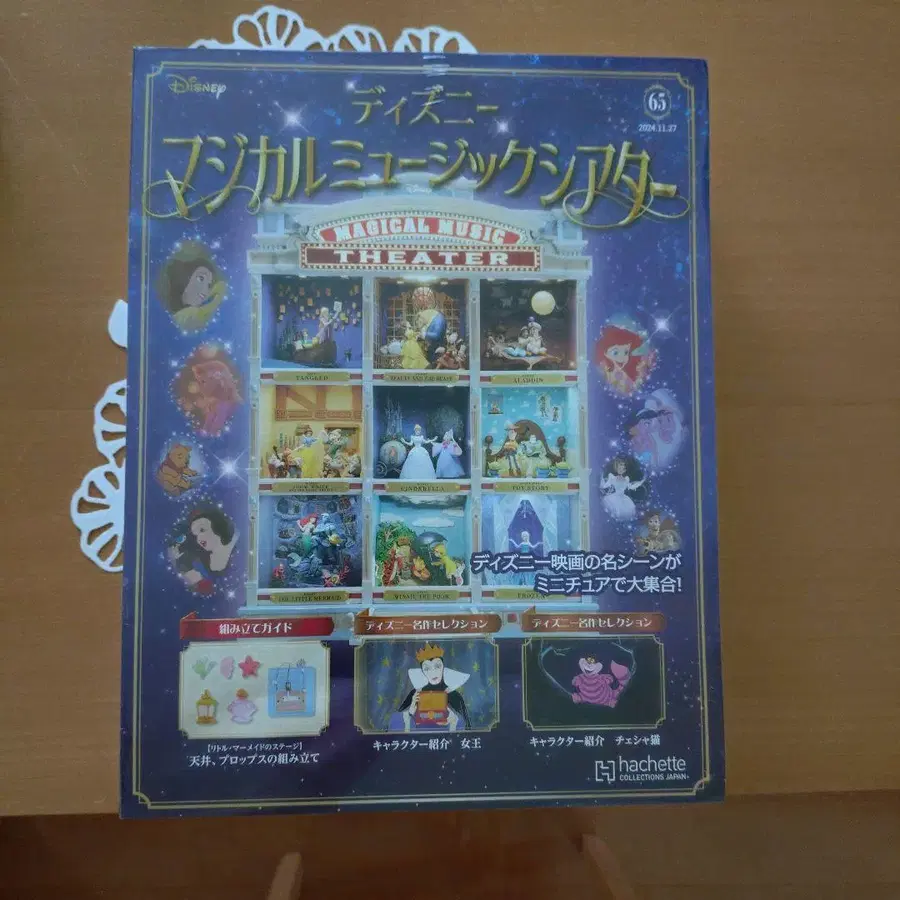 Disney
65
2024.11.27
ディズニー
マジカルミュージックシアター
Disney
MAGICAL MUSIC
THEATER
TANGLED
BEAUTY AND THE BEAST
ALADDIN
SNOW WHITE
CINDERELLA
TOY STORY
THE LITTLE MERMAID
WINNIE THE POOH
FROZEN
ディズニー映画の名シーンが
ミニチュアで大集合!
組み立てガイド
ディズニー名作セレクション
ディズニー名作セレクション
【リトル・マーメイドのステージ】
天井、プロップスの組み立て
キャラクター紹介 女王
キャラクター紹介 チェシャ猫
hachette
COLLECTIONS JAPAN